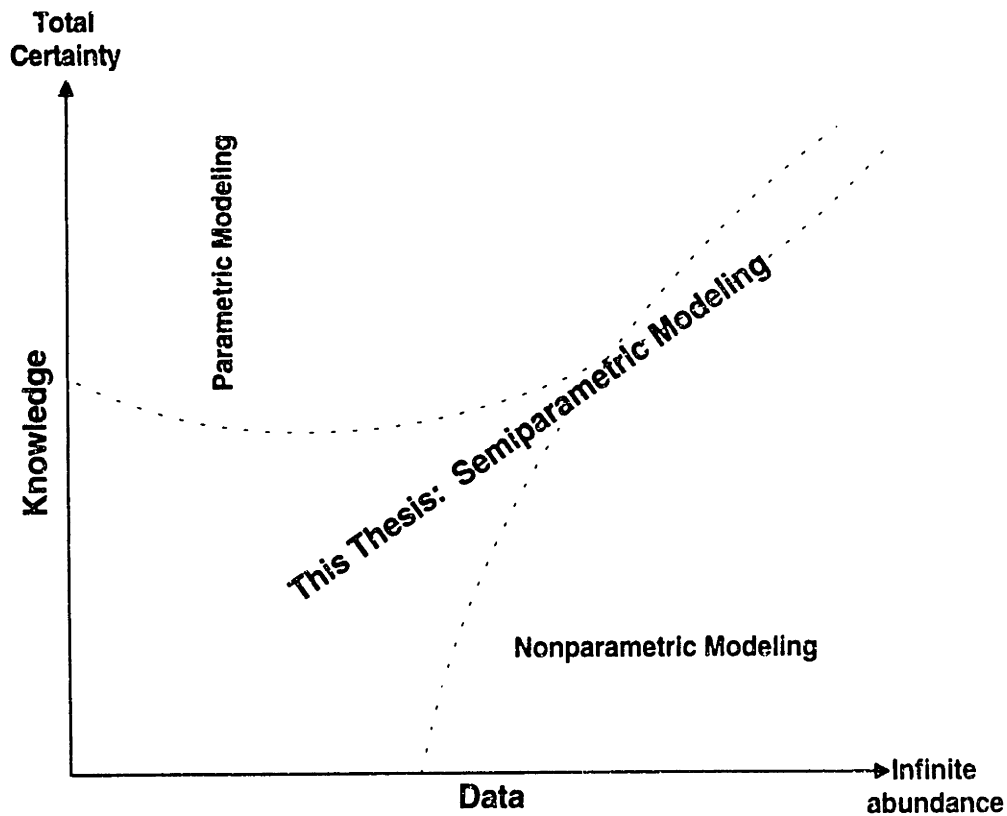 Total
Certainty
Parametric Modeling
Knowledge
This Thesis: Semiparametric Modeling
Nonparametric Modeling
Data
Infinite
abundance